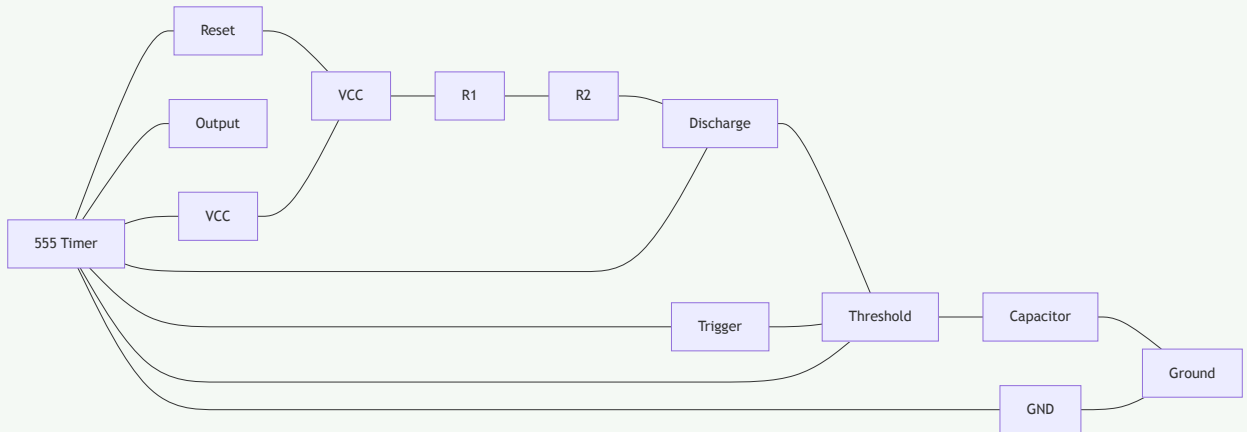 Reset
VCC
R1
R2
Output
Discharge
VCC
555 Timer
Trigger
Threshold
Capacitor
Ground
GND